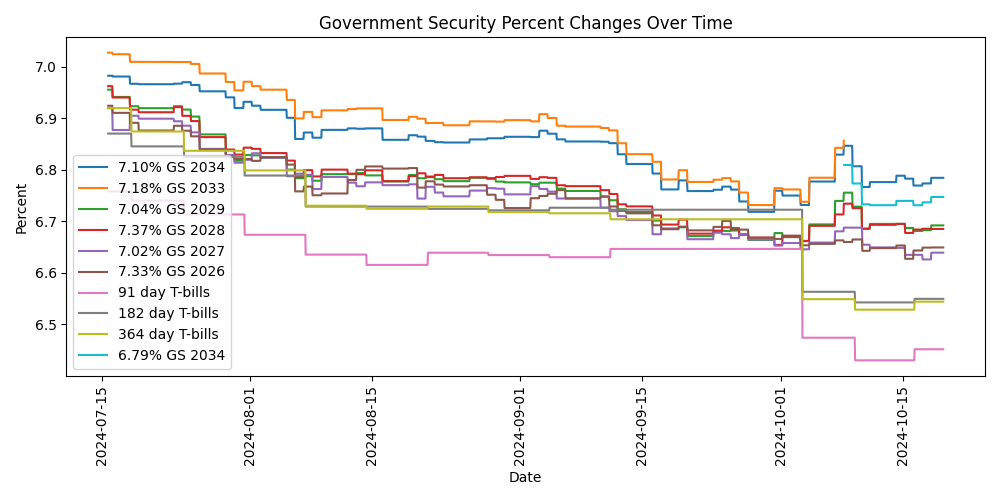 Government Security Percent Changes Over Time
Percent
7.0
6.9
6.8
6.7
6.6
6.5
7.10% GS 2034
7.18% GS 2033
7.04% GS 2029
7.37% GS 2028
7.02% GS 2027
7.33% GS 2026
91 day T-bills
182 day T-bills
364 day T-bills
6.79% GS 2034
2024-07-15
2024-08-01
2024-08-15
2024-09-01
2024-09-15
2024-10-01
2024-10-15
Date